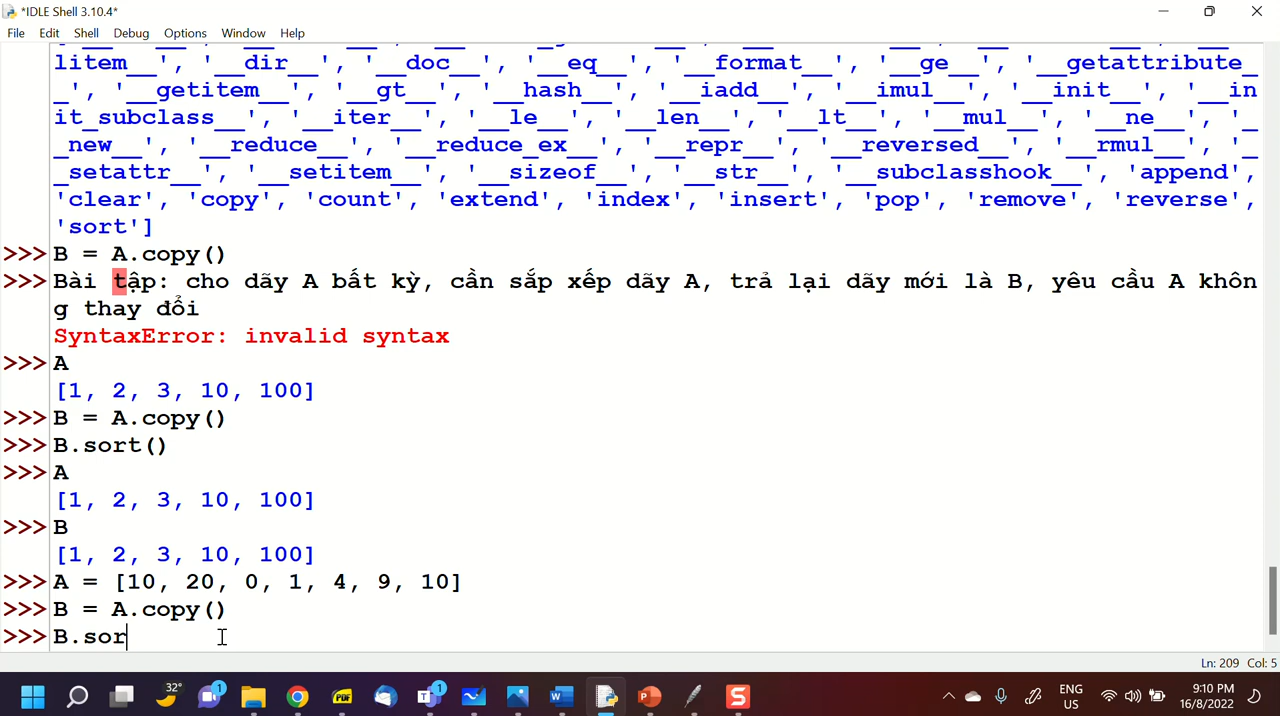 *IDLE Shell 3.10.4*
File Edit Shell Debug Options Window Help
litem__', '__dir__', '__doc__', '__eq__', '__format__', '__ge__', '__getattribute_
_', '__getitem__', '__gt__', '__hash__', '__iadd__', '__imul__', '__init__', '__in
it_subclass__', '__iter__', '__le__', '__len__', '__lt__', '__mul__', '__ne__', '_
_new__', '__reduce__', '__reduce_ex__', '__repr__', '__reversed__', '__rmul__', '_
_setattr__', '__setitem__', '__sizeof__', '__str__', '__subclasshook__', 'append',
'clear', 'copy', 'count', 'extend', 'index', 'insert', 'pop', 'remove', 'reverse',
'sort']
>>> B = A.copy()
>>> Bài tập: cho dãy A bất kỳ, cần sắp xếp dãy A, trả lại dãy mới là B, yêu cầu A khôn
g thay đổi
SyntaxError: invalid syntax
>>> A
[1, 2, 3, 10, 100]
>>> B = A.copy()
>>> B.sort()
>>> A
[1, 2, 3, 10, 100]
>>> B
[1, 2, 3, 10, 100]
>>> A = [10, 20, 0, 1, 4, 9, 10]
>>> B = A.copy()
>>> B.sor
Ln: 209 Col: 5
32°
1
PDF
1
ENG
US
9:10 PM
16/8/2022